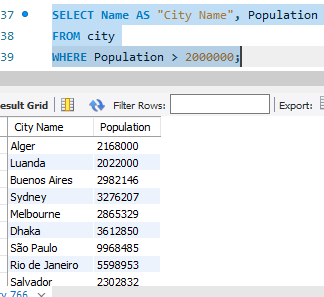 37 SELECT Name AS "City Name", Population
38 FROM city
39 WHERE Population > 2000000;
Result Grid Filter Rows: Export:
City Name Population
Alger 2168000
Luanda 2022000
Buenos Aires 2982146
Sydney 3276207
Melbourne 2865329
Dhaka 3612850
São Paulo 9968485
Rio de Janeiro 5598953
Salvador 2302832
766